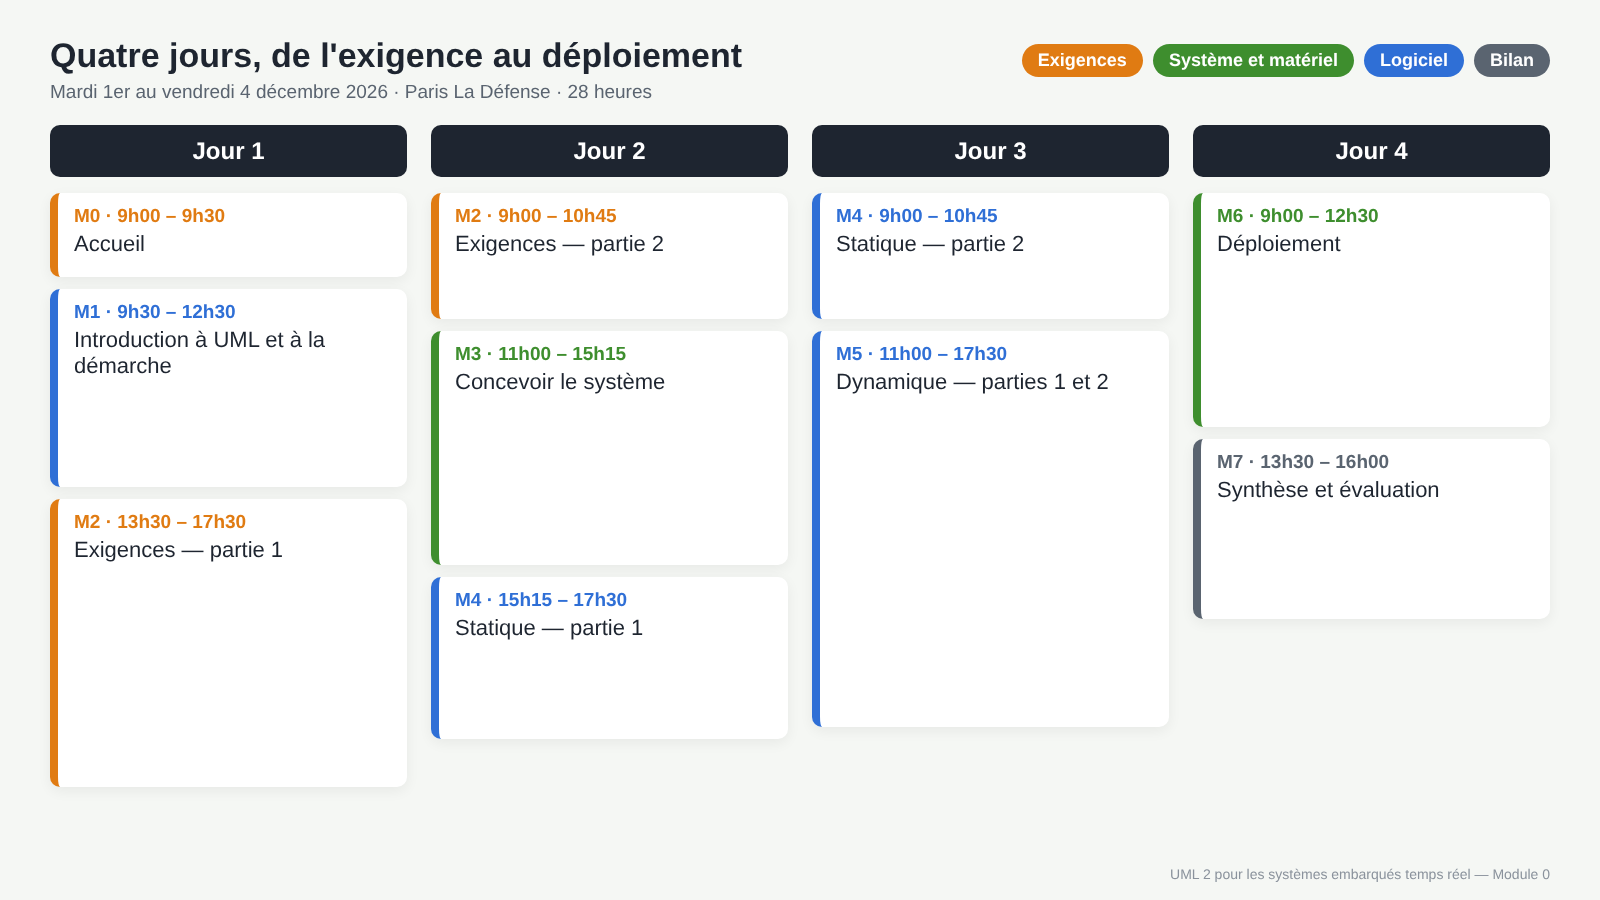 Quatre jours, de l'exigence au déploiement
Mardi 1er au vendredi 4 décembre 2026 · Paris La Défense · 28 heures
Exigences
Système et matériel
Logiciel
Bilan
Jour 1
M0 · 9h00 – 9h30
Accueil
M1 · 9h30 – 12h30
Introduction à UML et à la
démarche
M2 · 13h30 – 17h30
Exigences — partie 1
Jour 2
M2 · 9h00 – 10h45
Exigences — partie 2
M3 · 11h00 – 15h15
Concevoir le système
M4 · 15h15 – 17h30
Statique — partie 1
Jour 3
M4 · 9h00 – 10h45
Statique — partie 2
M5 · 11h00 – 17h30
Dynamique — parties 1 et 2
Jour 4
M6 · 9h00 – 12h30
Déploiement
M7 · 13h30 – 16h00
Synthèse et évaluation
UML 2 pour les systèmes embarqués temps réel — Module 0